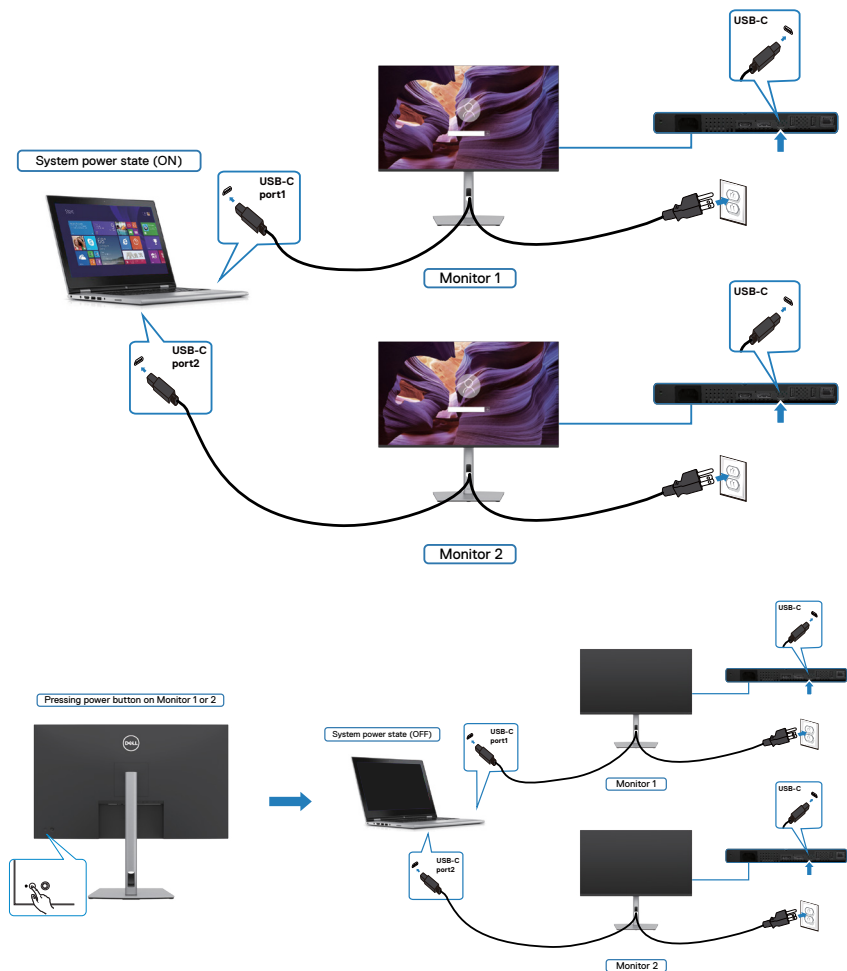 USB-C
System power state (ON)
USB-C
port1
Monitor 1
USB-C
USB-C
port2
Monitor 2
USB-C
Pressing power button on Monitor 1 or 2
DELL
System power state (OFF)
USB-C
port1
Monitor 1
USB-C
USB-C
port2
Monitor 2